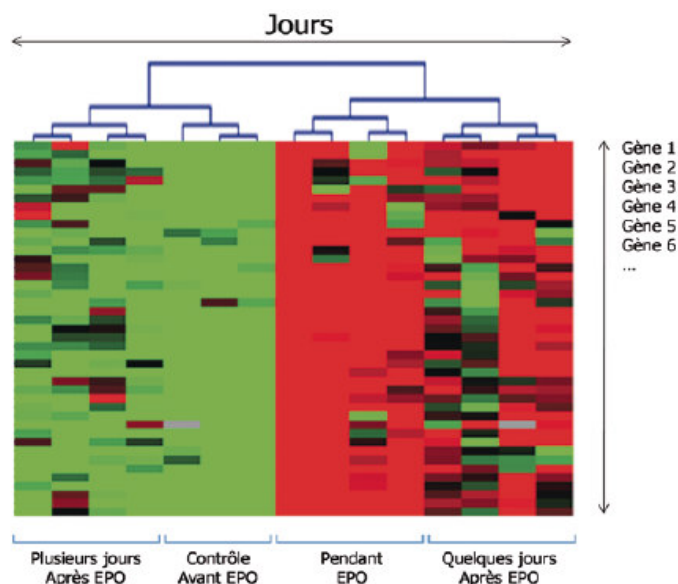 Jours
Gène 1
Gène 2
Gène 3
Gène 4
Gène 5
Gène 6
...
Plusieurs jours
Après EPO
Contrôle
Avant EPO
Pendant
EPO
Quelques jours
Après EPO